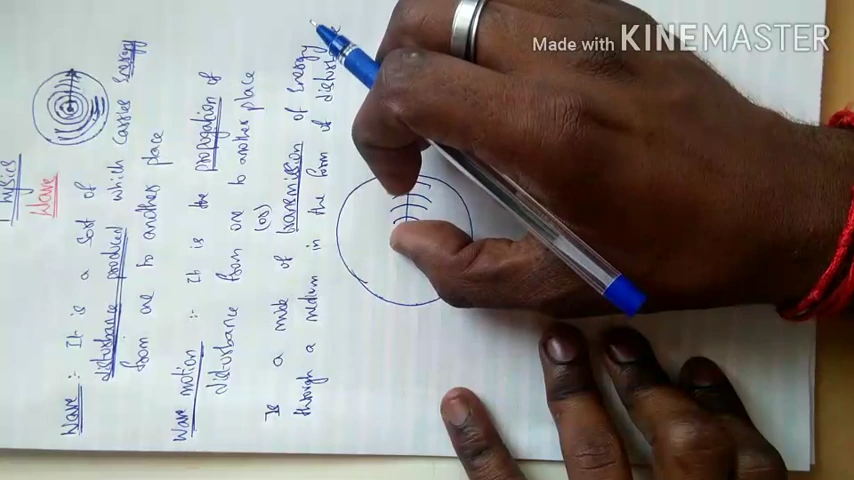 Physics
Wave
Wave :- It is a sort of
disturbance produced which carries Energy
from one to another place
Wave motion :- It is the propagation of
disturbance from one to another place
(or)
Is a mode of transmission of Energy
through a medium in the form of disturb
Made with KINEMASTER